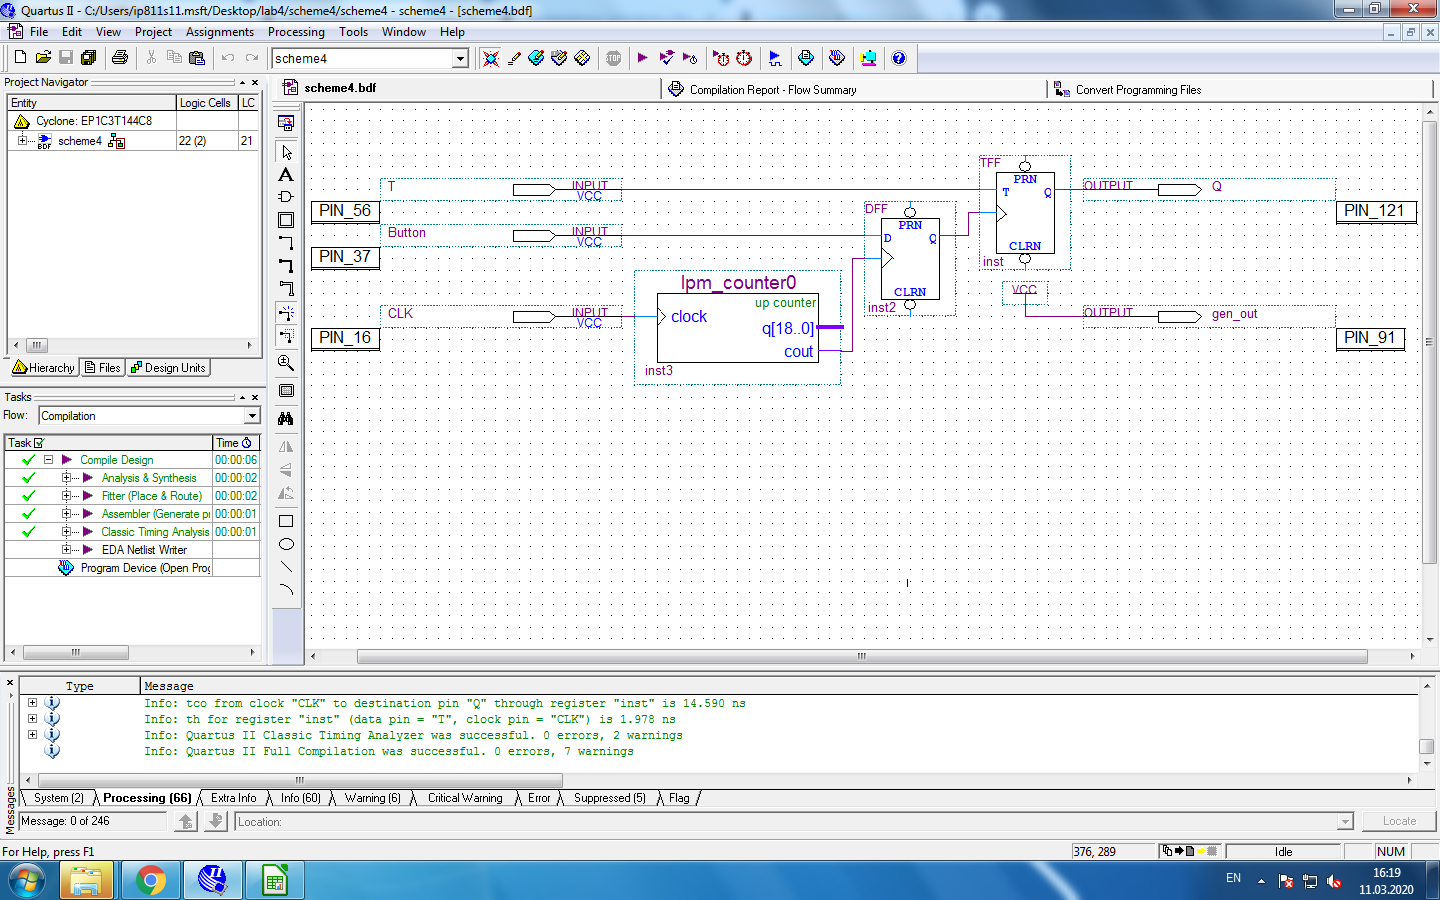 Quartus II - C:/Users/ip811s11.msft/Desktop/lab4/scheme4/scheme4 - scheme4 - [scheme4.bdf]
File Edit View Project Assignments Processing Tools Window Help
scheme4
STOP
Project Navigator
Entity Logic Cells LC
Cyclone: EP1C3T144C8
BDF scheme4 22 (2) 21
Hierarchy Files Design Units
Tasks
Flow: Compilation
Task Time
Compile Design 00:00:06
Analysis & Synthesis 00:00:02
Fitter (Place & Route) 00:00:02
Assembler (Generate p 00:00:01
Classic Timing Analysis 00:00:01
EDA Netlist Writer
Program Device (Open Prog
scheme4.bdf
Compilation Report - Flow Summary
Convert Programming Files
T INPUT
VCC
PIN_56
Button INPUT
VCC
PIN_37
CLK INPUT
VCC
PIN_16
lpm_counter0
up counter
clock
q[18..0]
cout
inst3
DFF
PRN
D Q
CLRN
inst2
TFF
PRN
T Q
CLRN
inst
VCC
OUTPUT Q
PIN_121
OUTPUT gen_out
PIN_91
Type Message
Info: tco from clock "CLK" to destination pin "Q" through register "inst" is 14.590 ns
Info: th for register "inst" (data pin = "T", clock pin = "CLK") is 1.978 ns
Info: Quartus II Classic Timing Analyzer was successful. 0 errors, 2 warnings
Info: Quartus II Full Compilation was successful. 0 errors, 7 warnings
System (2) Processing (66) Extra Info Info (60) Warning (6) Critical Warning Error Suppressed (5) Flag
Messages
Message: 0 of 246
Location:
Locate
For Help, press F1
376, 289
Idle
NUM
EN
16:19
11.03.2020